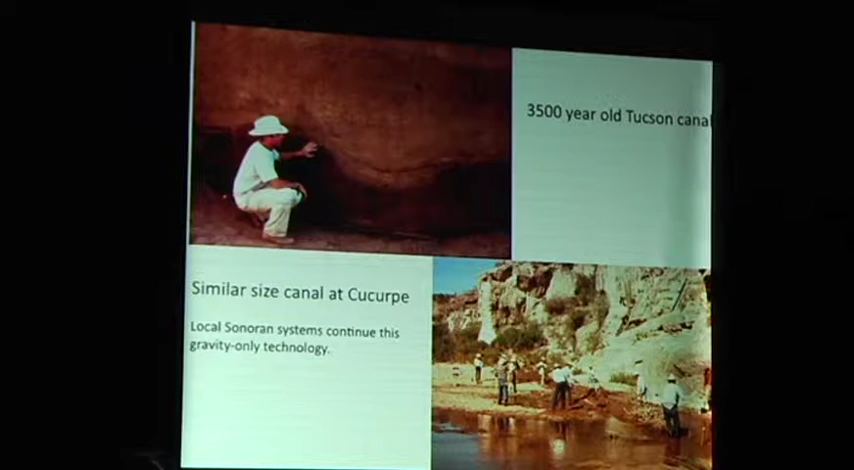 3500 year old Tucson canal
Similar size canal at Cucurpe
Local Sonoran systems continue this
gravity-only technology.